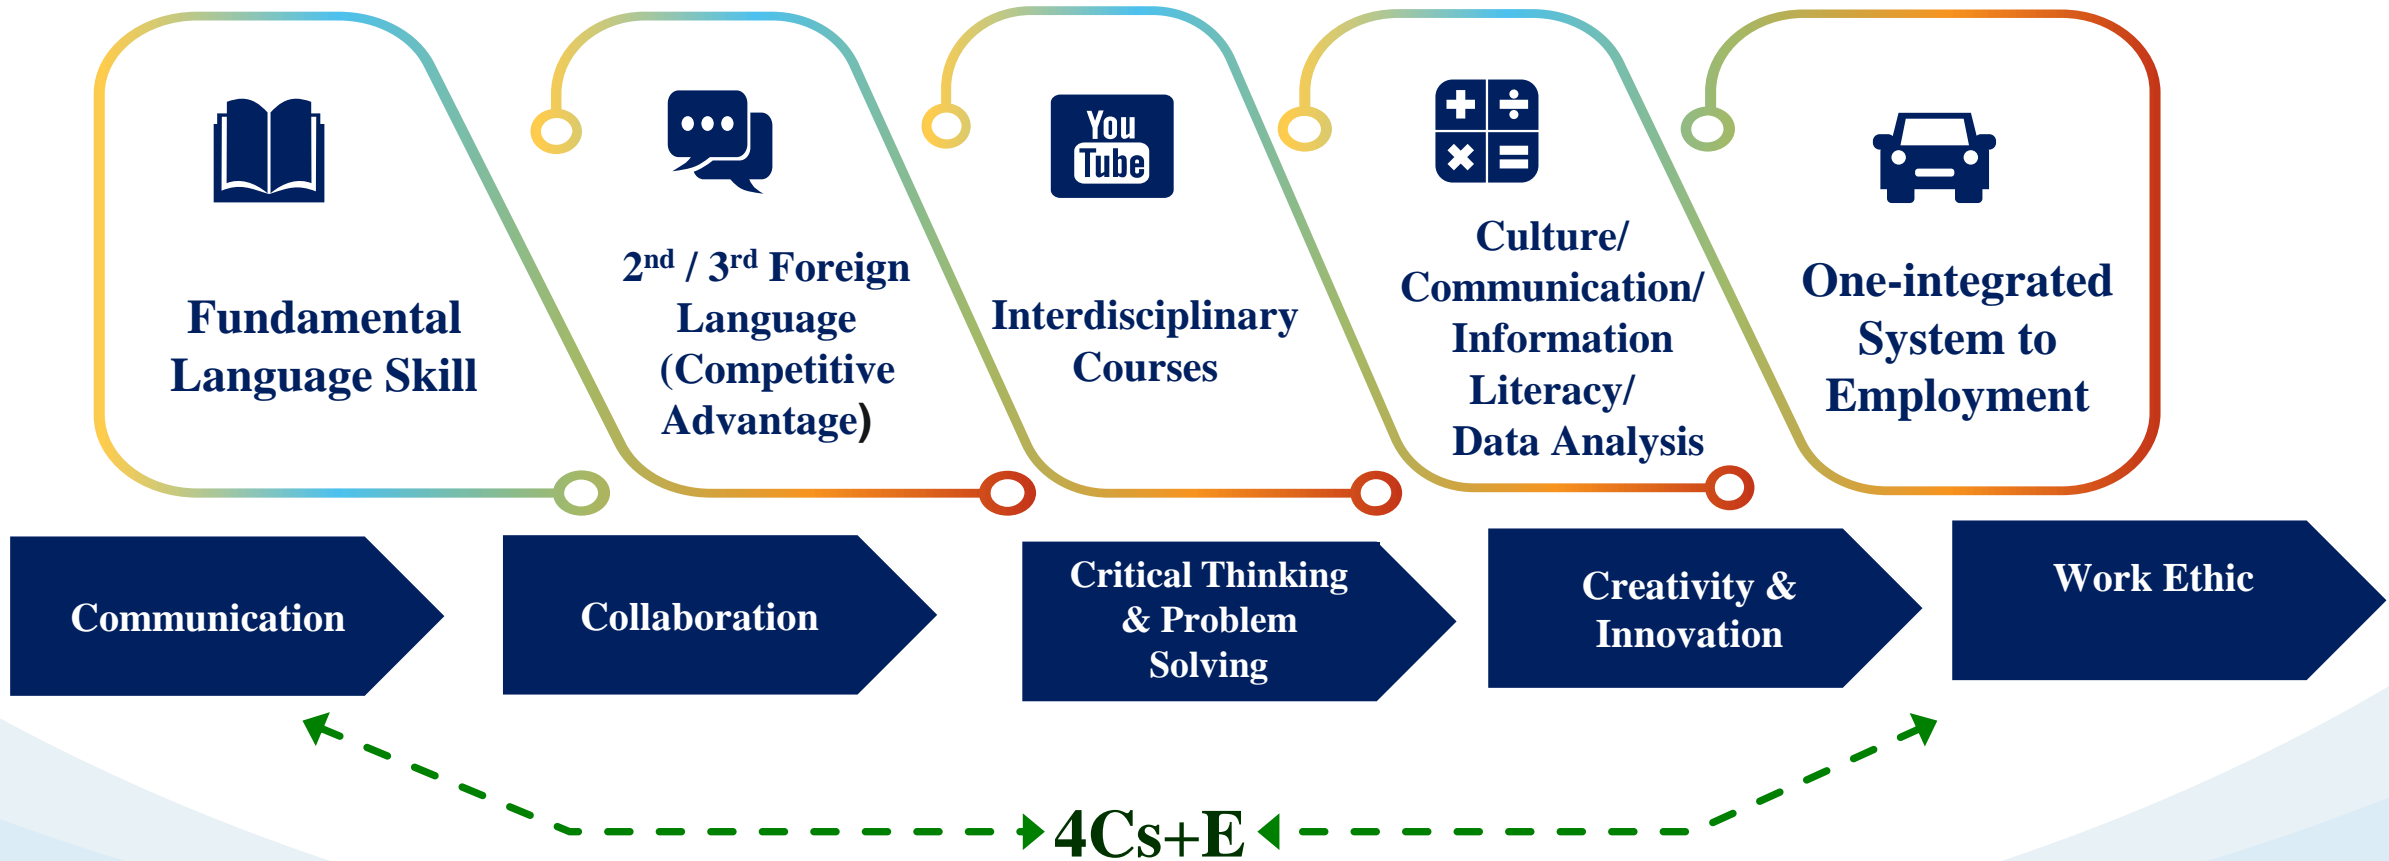 Fundamental
Language Skill
2nd / 3rd Foreign
Language
(Competitive
Advantage)
You
Tube
Interdisciplinary
Courses
Culture/
Communication/
Information
Literacy/
Data Analysis
One-integrated
System to
Employment
Communication
Collaboration
Critical Thinking
& Problem
Solving
Creativity &
Innovation
Work Ethic
4Cs+E